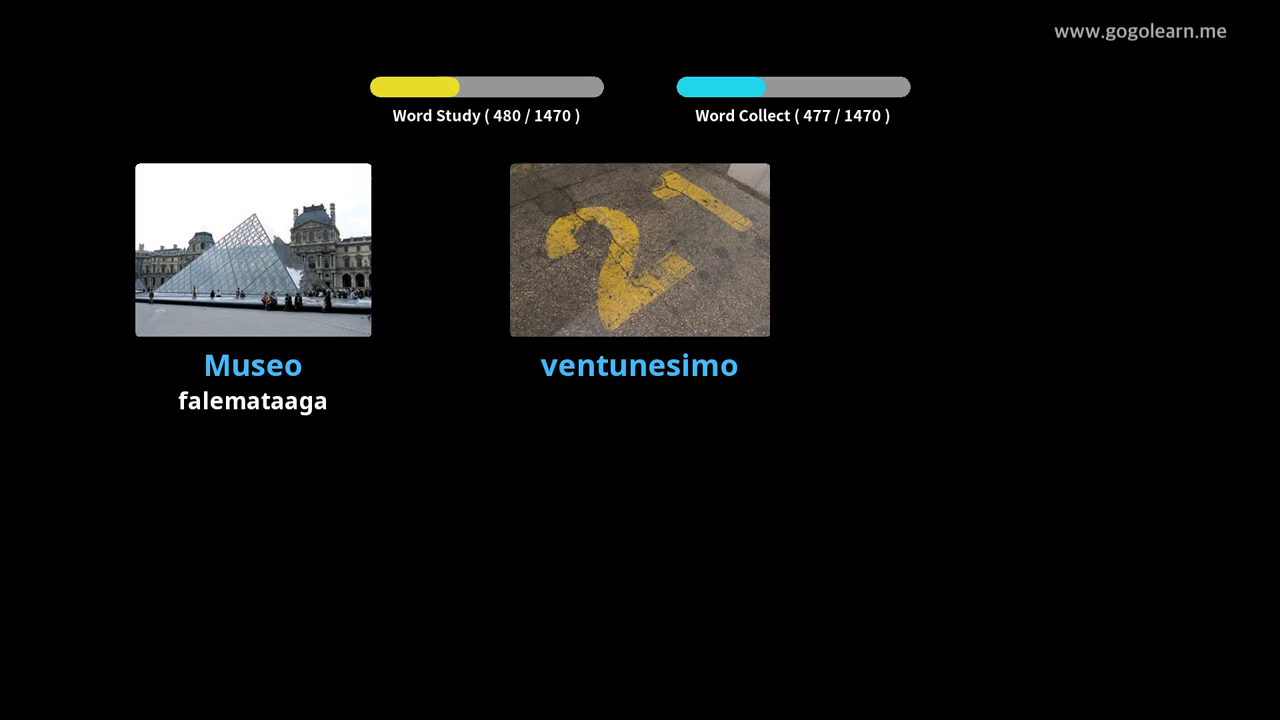 www.gogolearn.me
Word Study ( 480 / 1470 )
Word Collect ( 477 / 1470 )
21
Museo
falemataaga
ventunesimo